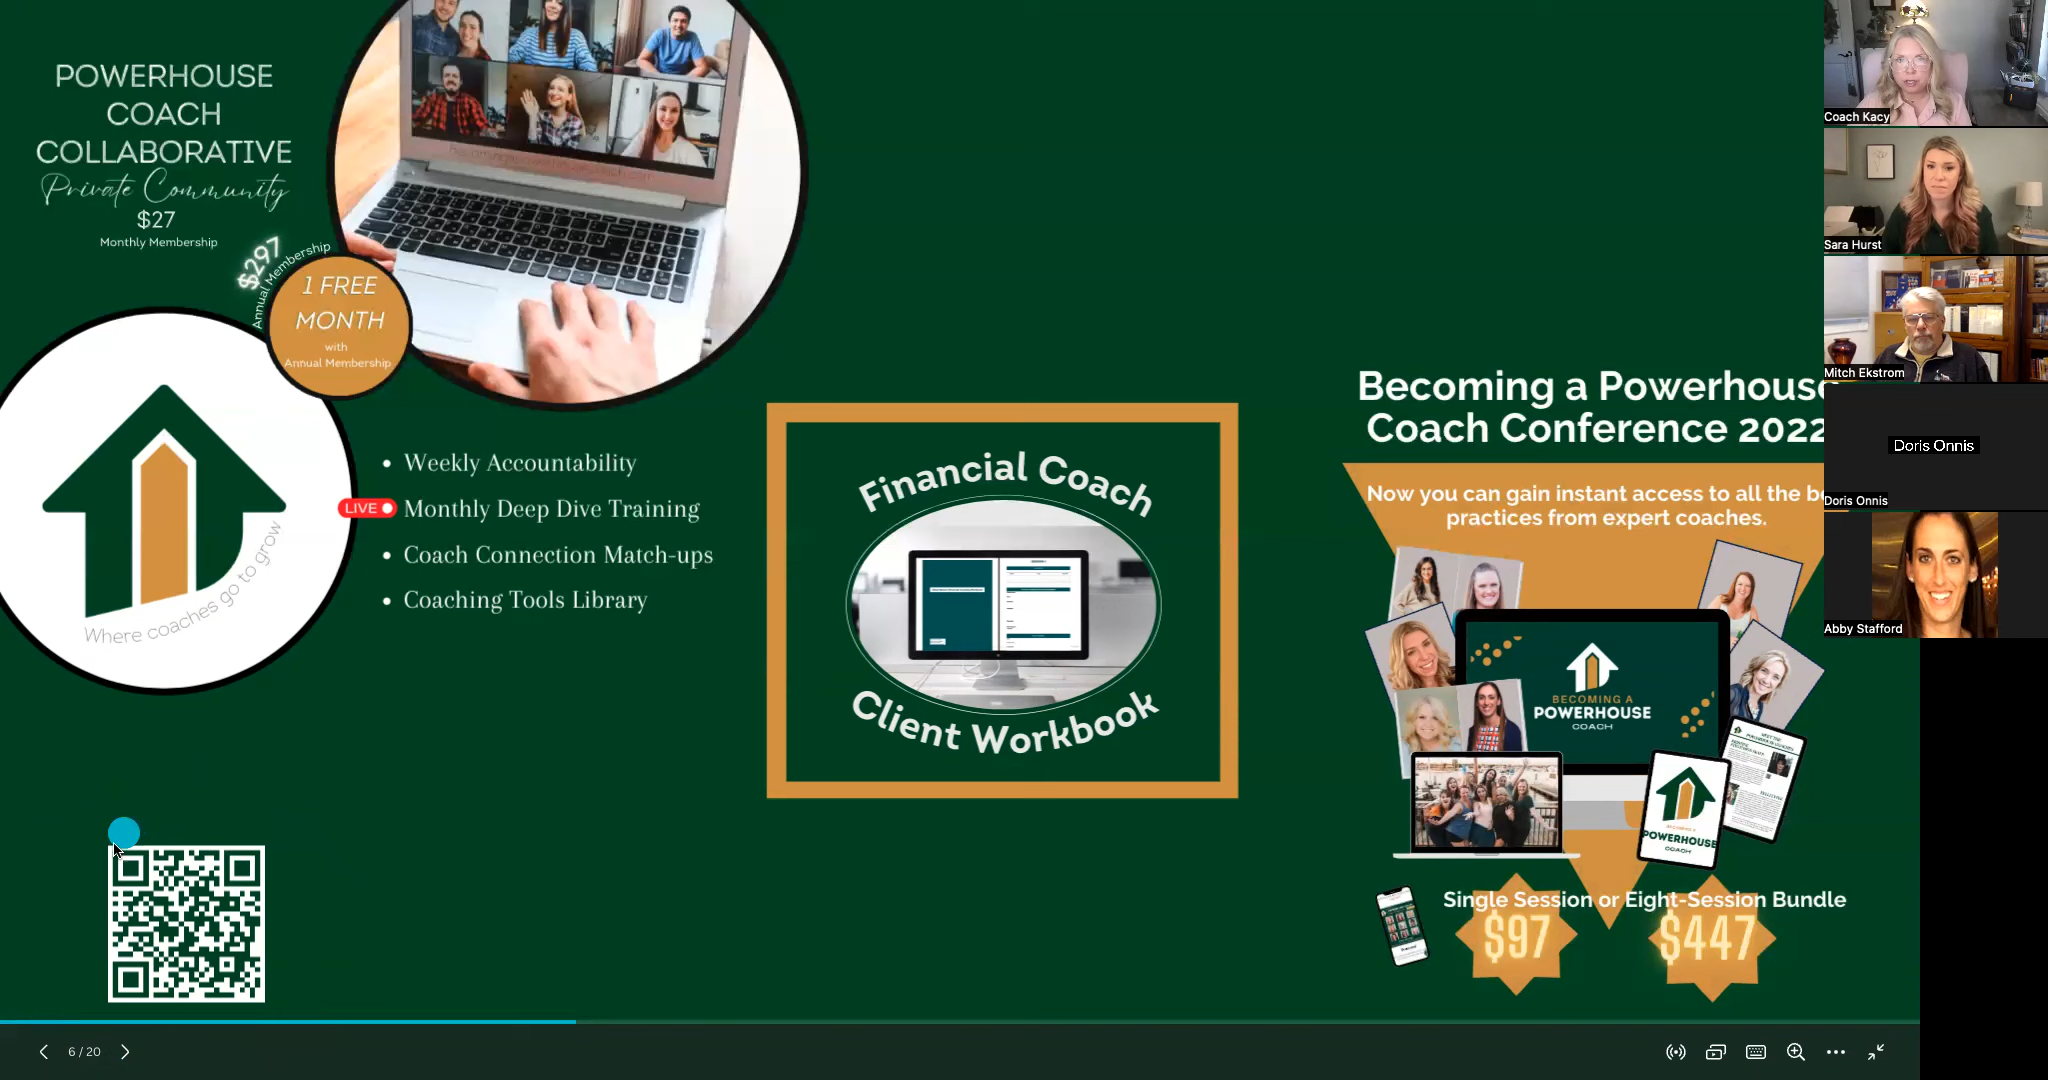 POWERHOUSE
COACH
COLLABORATIVE
Private Community
$27
Monthly Membership
$297
Annual Membership
1 FREE
MONTH
with
Annual Membership
Where coaches go to grow
• Weekly Accountability
LIVE Monthly Deep Dive Training
• Coach Connection Match-ups
• Coaching Tools Library
Financial Coach
Client Workbook
Becoming a Powerhouse
Coach Conference 2022
Now you can gain instant access to all the be
practices from expert coaches.
BECOMING A
POWERHOUSE
COACH
POWERHOUSE
COACH
Single Session or Eight-Session Bundle
$97
$447
Coach Kacy
Sara Hurst
Mitch Ekstrom
Doris Onnis
Doris Onnis
Abby Stafford
6 / 20